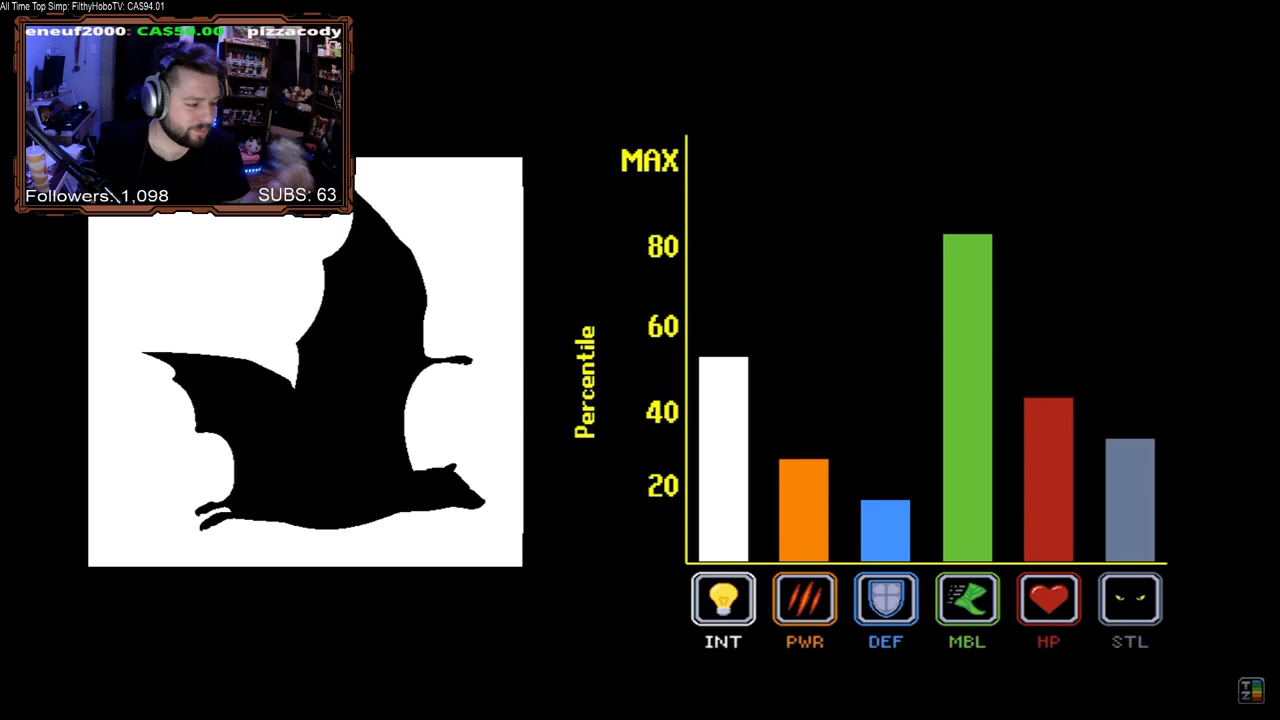 All Time Top Simp: FilthyHoboTV: CA$94.01
eneuf2000: CA$50.00 pizzacody
Followers: 1,098 SUBS: 63
MAX
80
60
40
20
Percentile
INT PWR DEF MBL HP STL
TZ